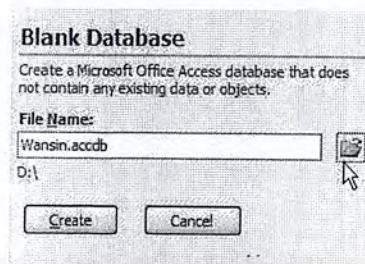 Blank Database
Create a Microsoft Office Access database that does
not contain any existing data or objects.
File Name:
Wansin.accdb
D:\
Create
Cancel